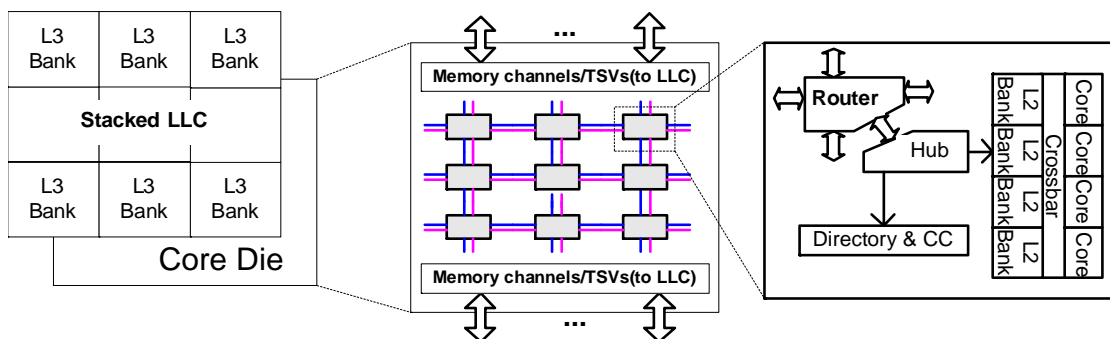 L3 L3 L3
Bank Bank Bank
Stacked LLC
L3 L3 L3
Bank Bank Bank
Core Die
...
Memory channels/TSVs(to LLC)
Memory channels/TSVs(to LLC)
...
Router
Hub
Directory & CC
L2 Bank
L2 Bank
L2 Bank
L2 Bank
Crossbar
Core
Core
Core
Core